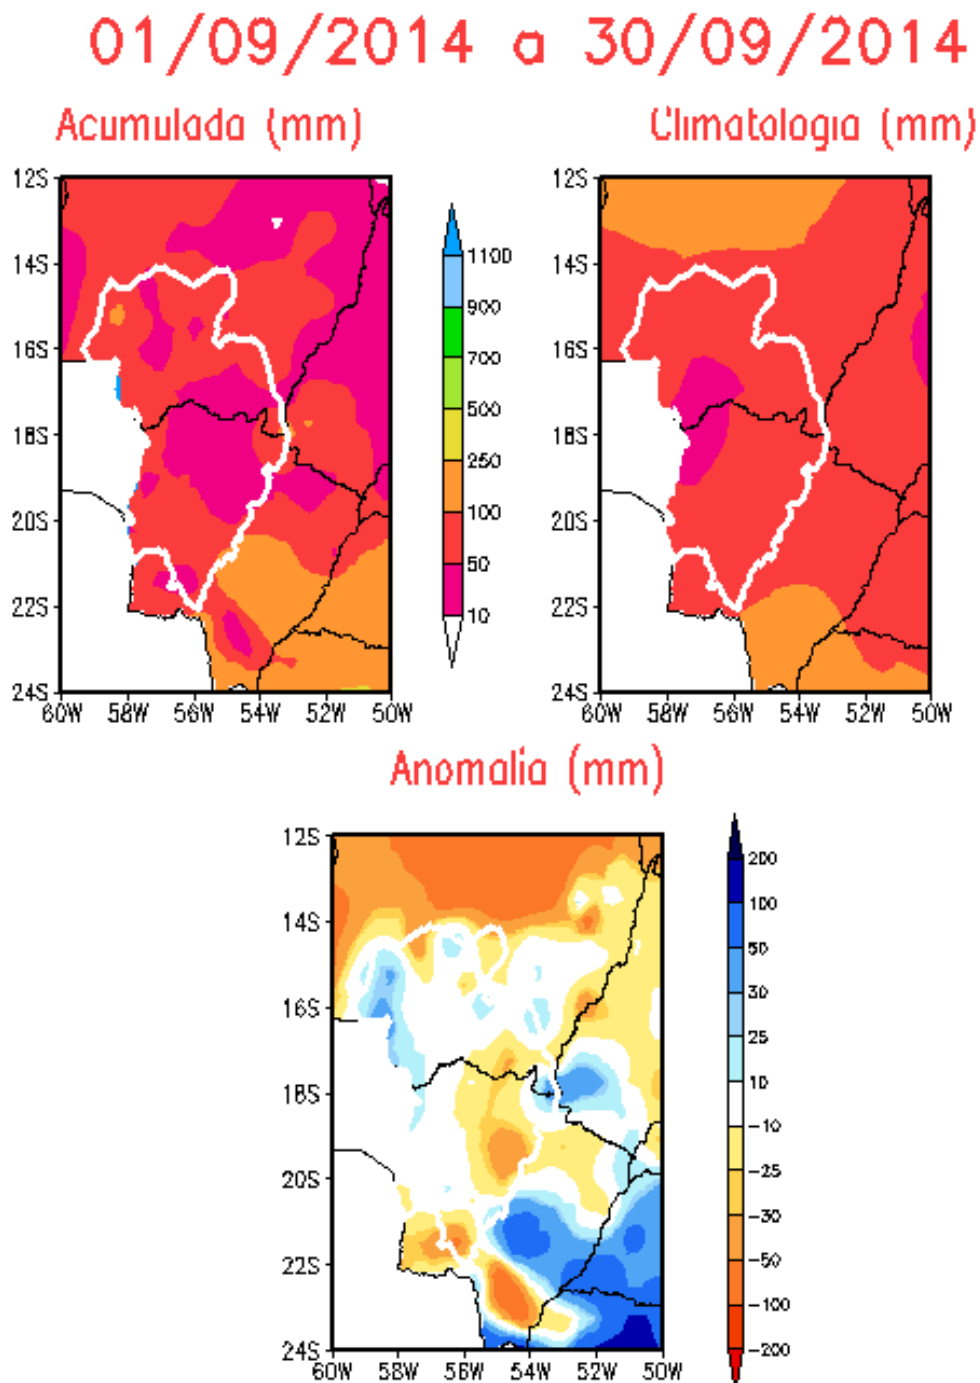 01/09/2014 a 30/09/2014
Acumulada (mm)
Climatologia (mm)
12S
14S
16S
18S
20S
22S
24S
60W 58W 56W 54W 52W 50W
1100
900
700
500
250
100
50
10
12S
14S
16S
18S
20S
22S
24S
60W 58W 56W 54W 52W 50W
Anomalia (mm)
12S
14S
16S
18S
20S
22S
24S
60W 58W 56W 54W 52W 50W
200
100
50
30
25
10
-10
-25
-30
-50
-100
-200